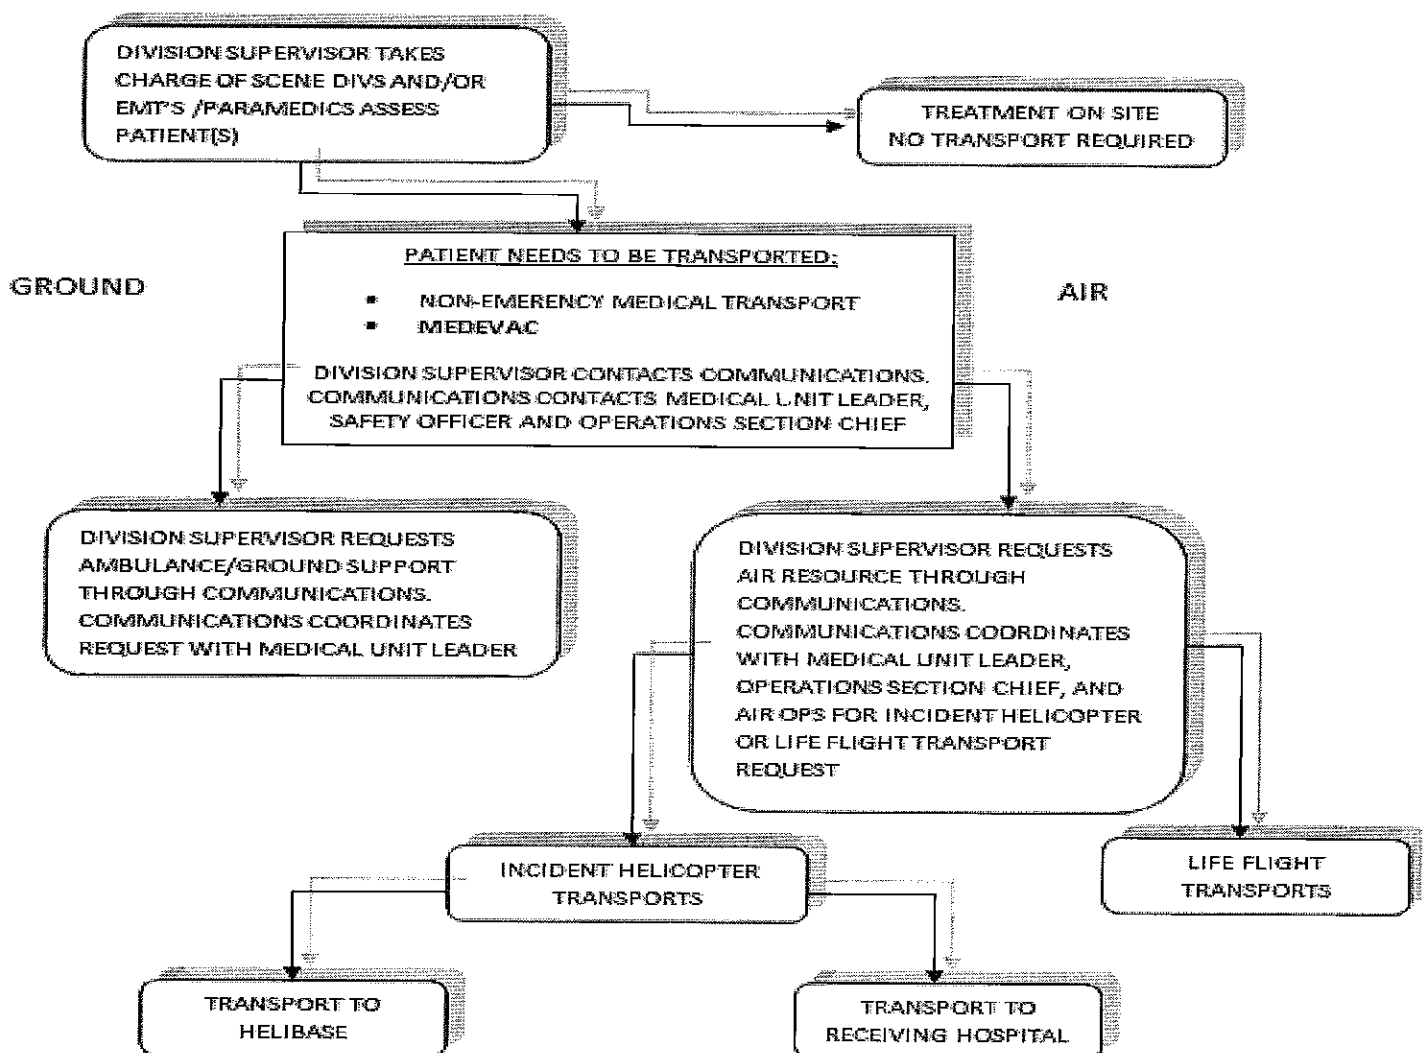 DIVISION SUPERVISOR TAKES
CHARGE OF SCENE DIVS AND/OR
EMT'S /PARAMEDICS ASSESS
PATIENT(S)
TREATMENT ON SITE
NO TRANSPORT REQUIRED
GROUND
PATIENT NEEDS TO BE TRANSPORTED:
▪ NON-EMERENCY MEDICAL TRANSPORT
▪ MEDEVAC
DIVISION SUPERVISOR CONTACTS COMMUNICATIONS.
COMMUNICATIONS CONTACTS MEDICAL UNIT LEADER,
SAFETY OFFICER AND OPERATIONS SECTION CHIEF
AIR
DIVISION SUPERVISOR REQUESTS
AMBULANCE/GROUND SUPPORT
THROUGH COMMUNICATIONS.
COMMUNICATIONS COORDINATES
REQUEST WITH MEDICAL UNIT LEADER
DIVISION SUPERVISOR REQUESTS
AIR RESOURCE THROUGH
COMMUNICATIONS.
COMMUNICATIONS COORDINATES
WITH MEDICAL UNIT LEADER,
OPERATIONS SECTION CHIEF, AND
AIR OPS FOR INCIDENT HELICOPTER
OR LIFE FLIGHT TRANSPORT
REQUEST
INCIDENT HELICOPTER
TRANSPORTS
LIFE FLIGHT
TRANSPORTS
TRANSPORT TO
HELIBASE
TRANSPORT TO
RECEIVING HOSPITAL